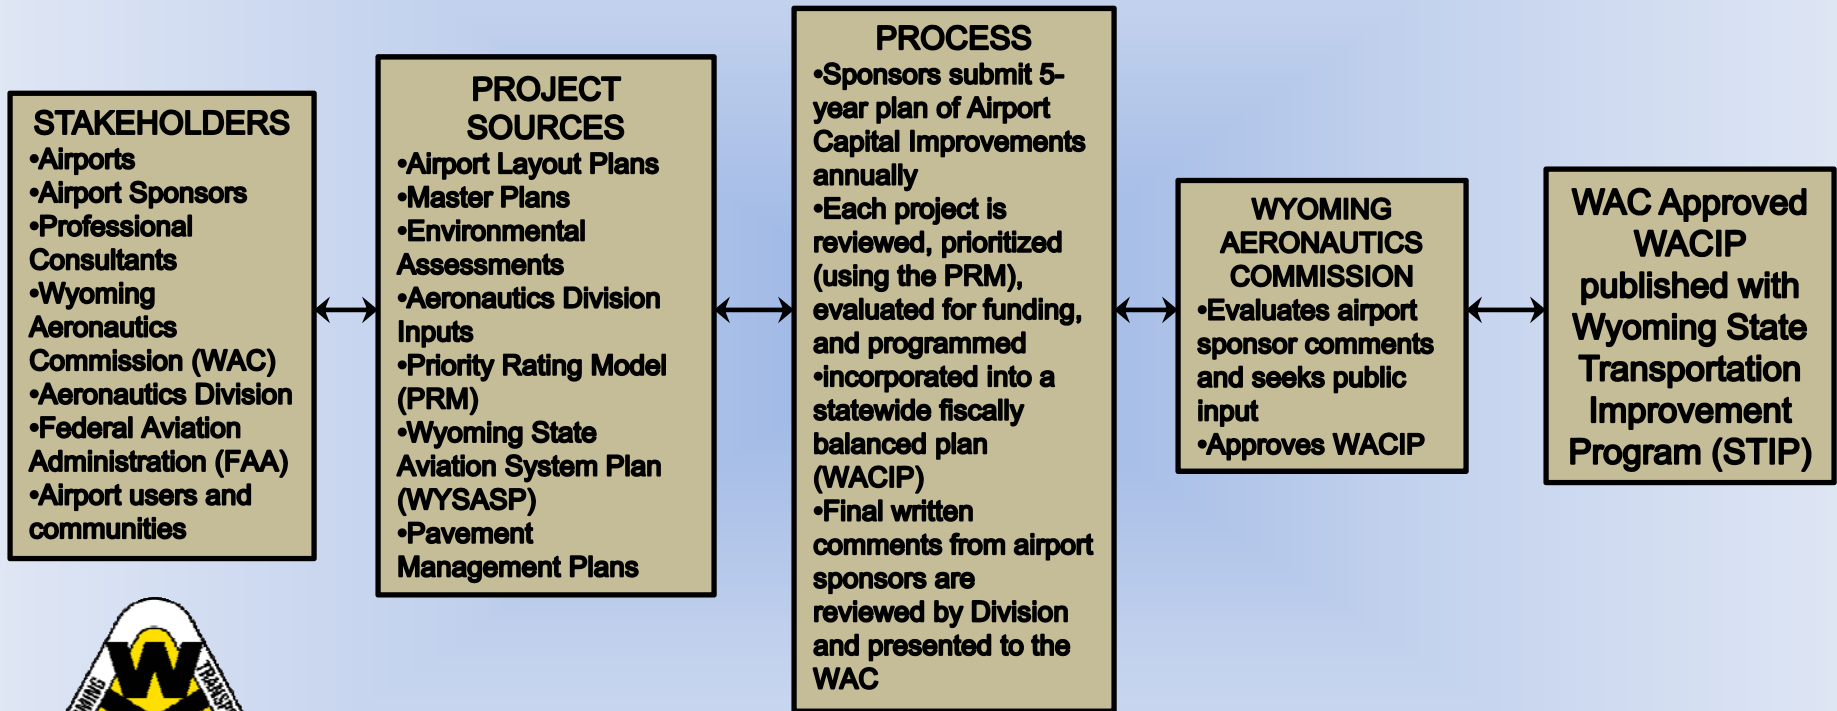 STAKEHOLDERS
•Airports
•Airport Sponsors
•Professional
Consultants
•Wyoming
Aeronautics
Commission (WAC)
•Aeronautics Division
•Federal Aviation
Administration (FAA)
•Airport users and
communities
PROJECT
SOURCES
•Airport Layout Plans
•Master Plans
•Environmental
Assessments
•Aeronautics Division
Inputs
•Priority Rating Model
(PRM)
•Wyoming State
Aviation System Plan
(WYSASP)
•Pavement
Management Plans
PROCESS
•Sponsors submit 5-
year plan of Airport
Capital Improvements
annually
•Each project is
reviewed, prioritized
(using the PRM),
evaluated for funding,
and programmed
•incorporated into a
statewide fiscally
balanced plan
(WACIP)
•Final written
comments from airport
sponsors are
reviewed by Division
and presented to the
WAC
WYOMING
AERONAUTICS
COMMISSION
•Evaluates airport
sponsor comments
and seeks public
input
•Approves WACIP
WAC Approved
WACIP
published with
Wyoming State
Transportation
Improvement
Program (STIP)
W